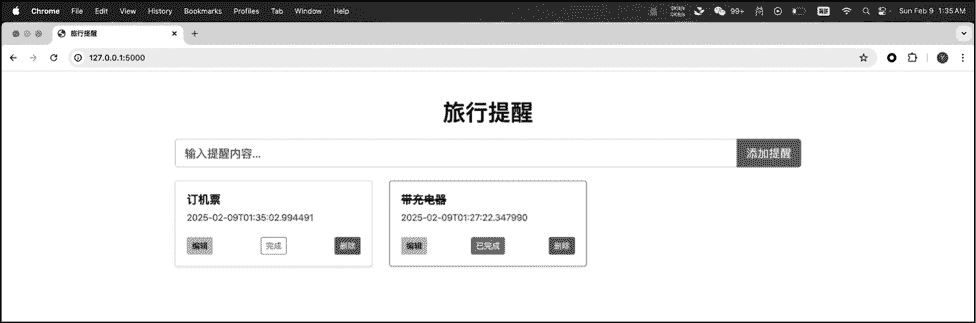 Chrome File Edit View History Bookmarks Profiles Tab Window Help 99+ Sun Feb 9 1:35 AM
旅行提醒
127.0.0.1:5000
旅行提醒
输入提醒内容... 添加提醒
订机票 带充电器
2025-02-09T01:35:02.994491 2025-02-09T01:27:22.347990
编辑 完成 删除 编辑 已完成 删除